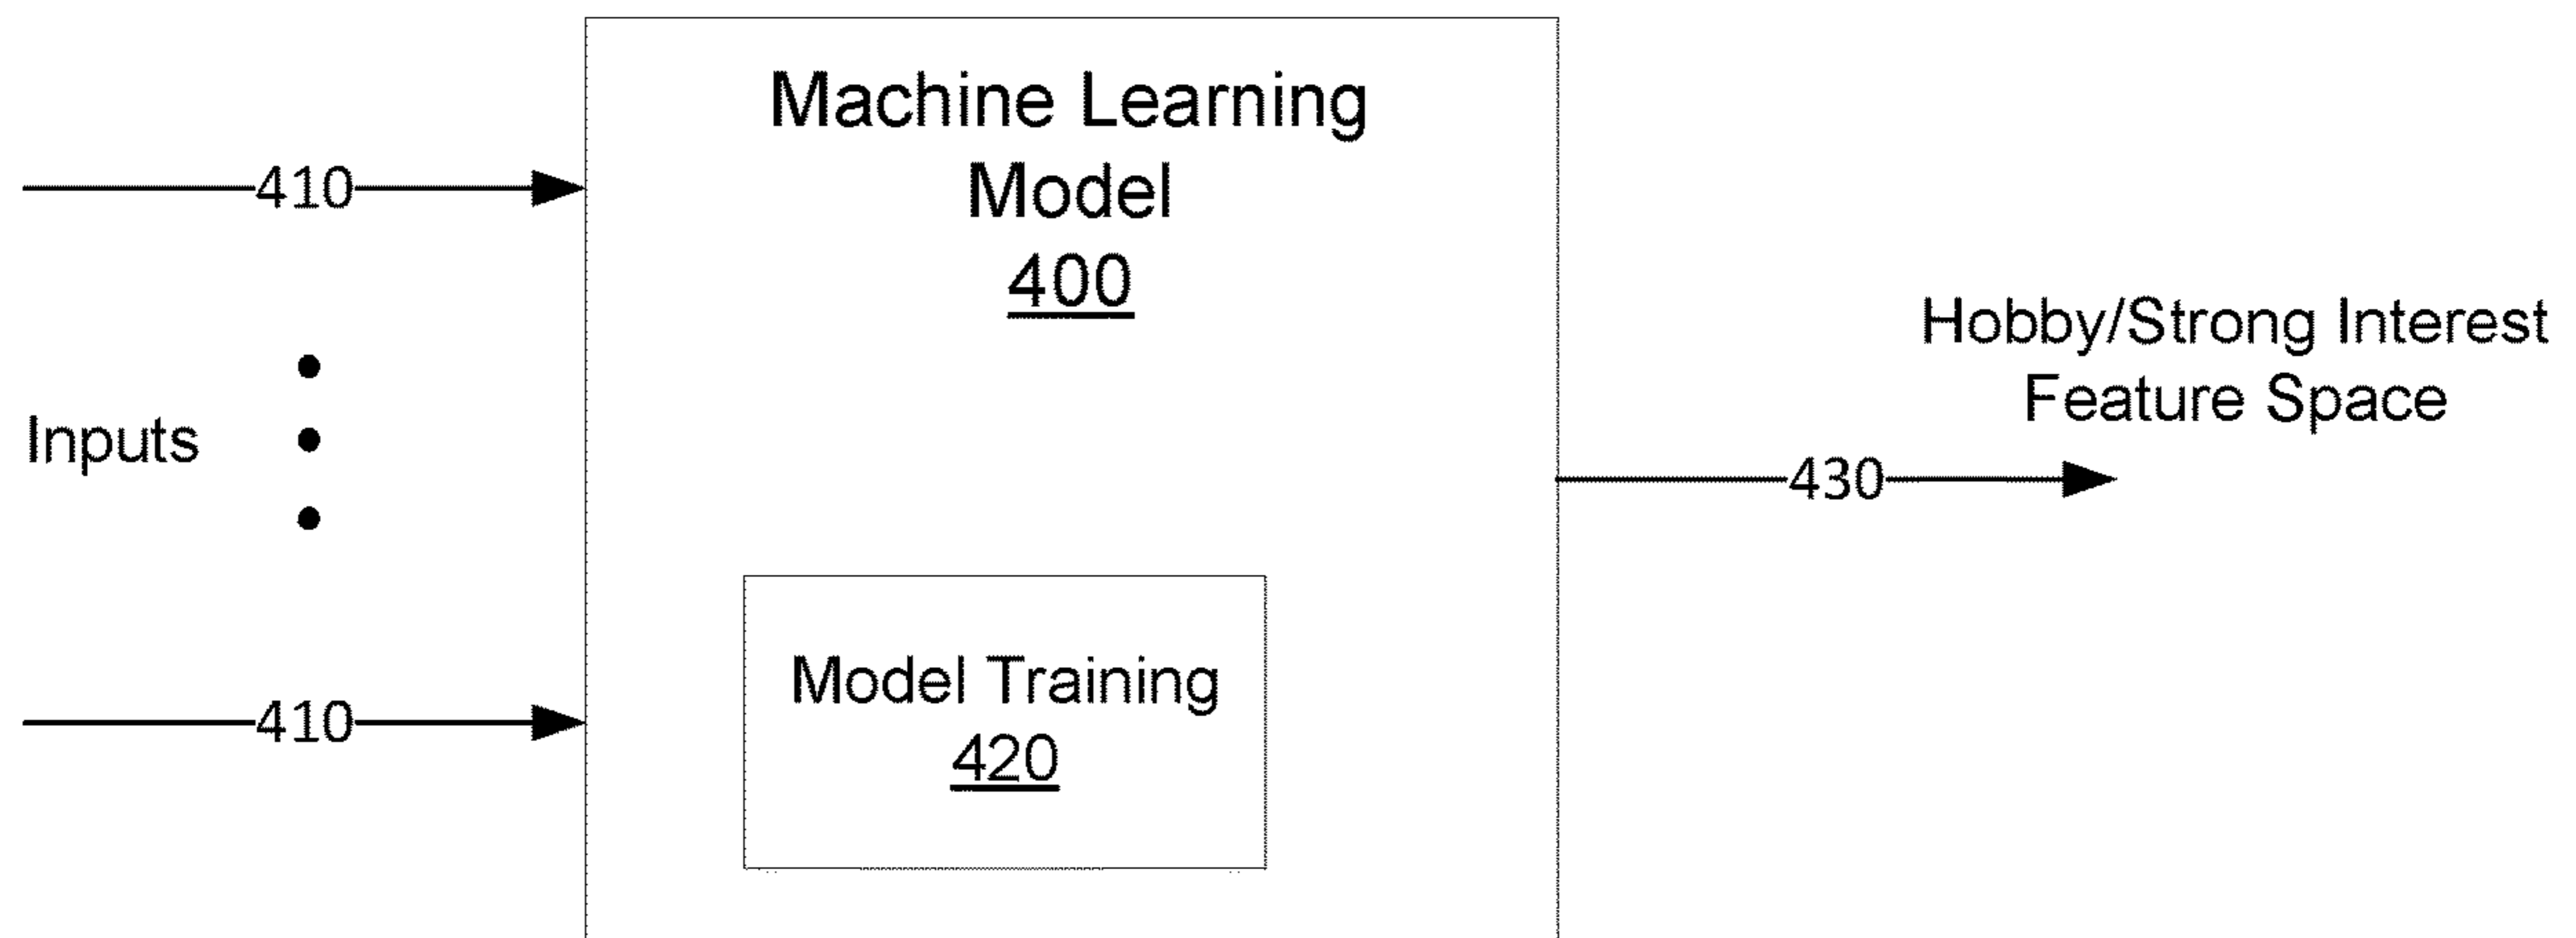 Machine Learning
Model
400
410
Inputs
410
Model Training
420
Hobby/Strong Interest
Feature Space
430